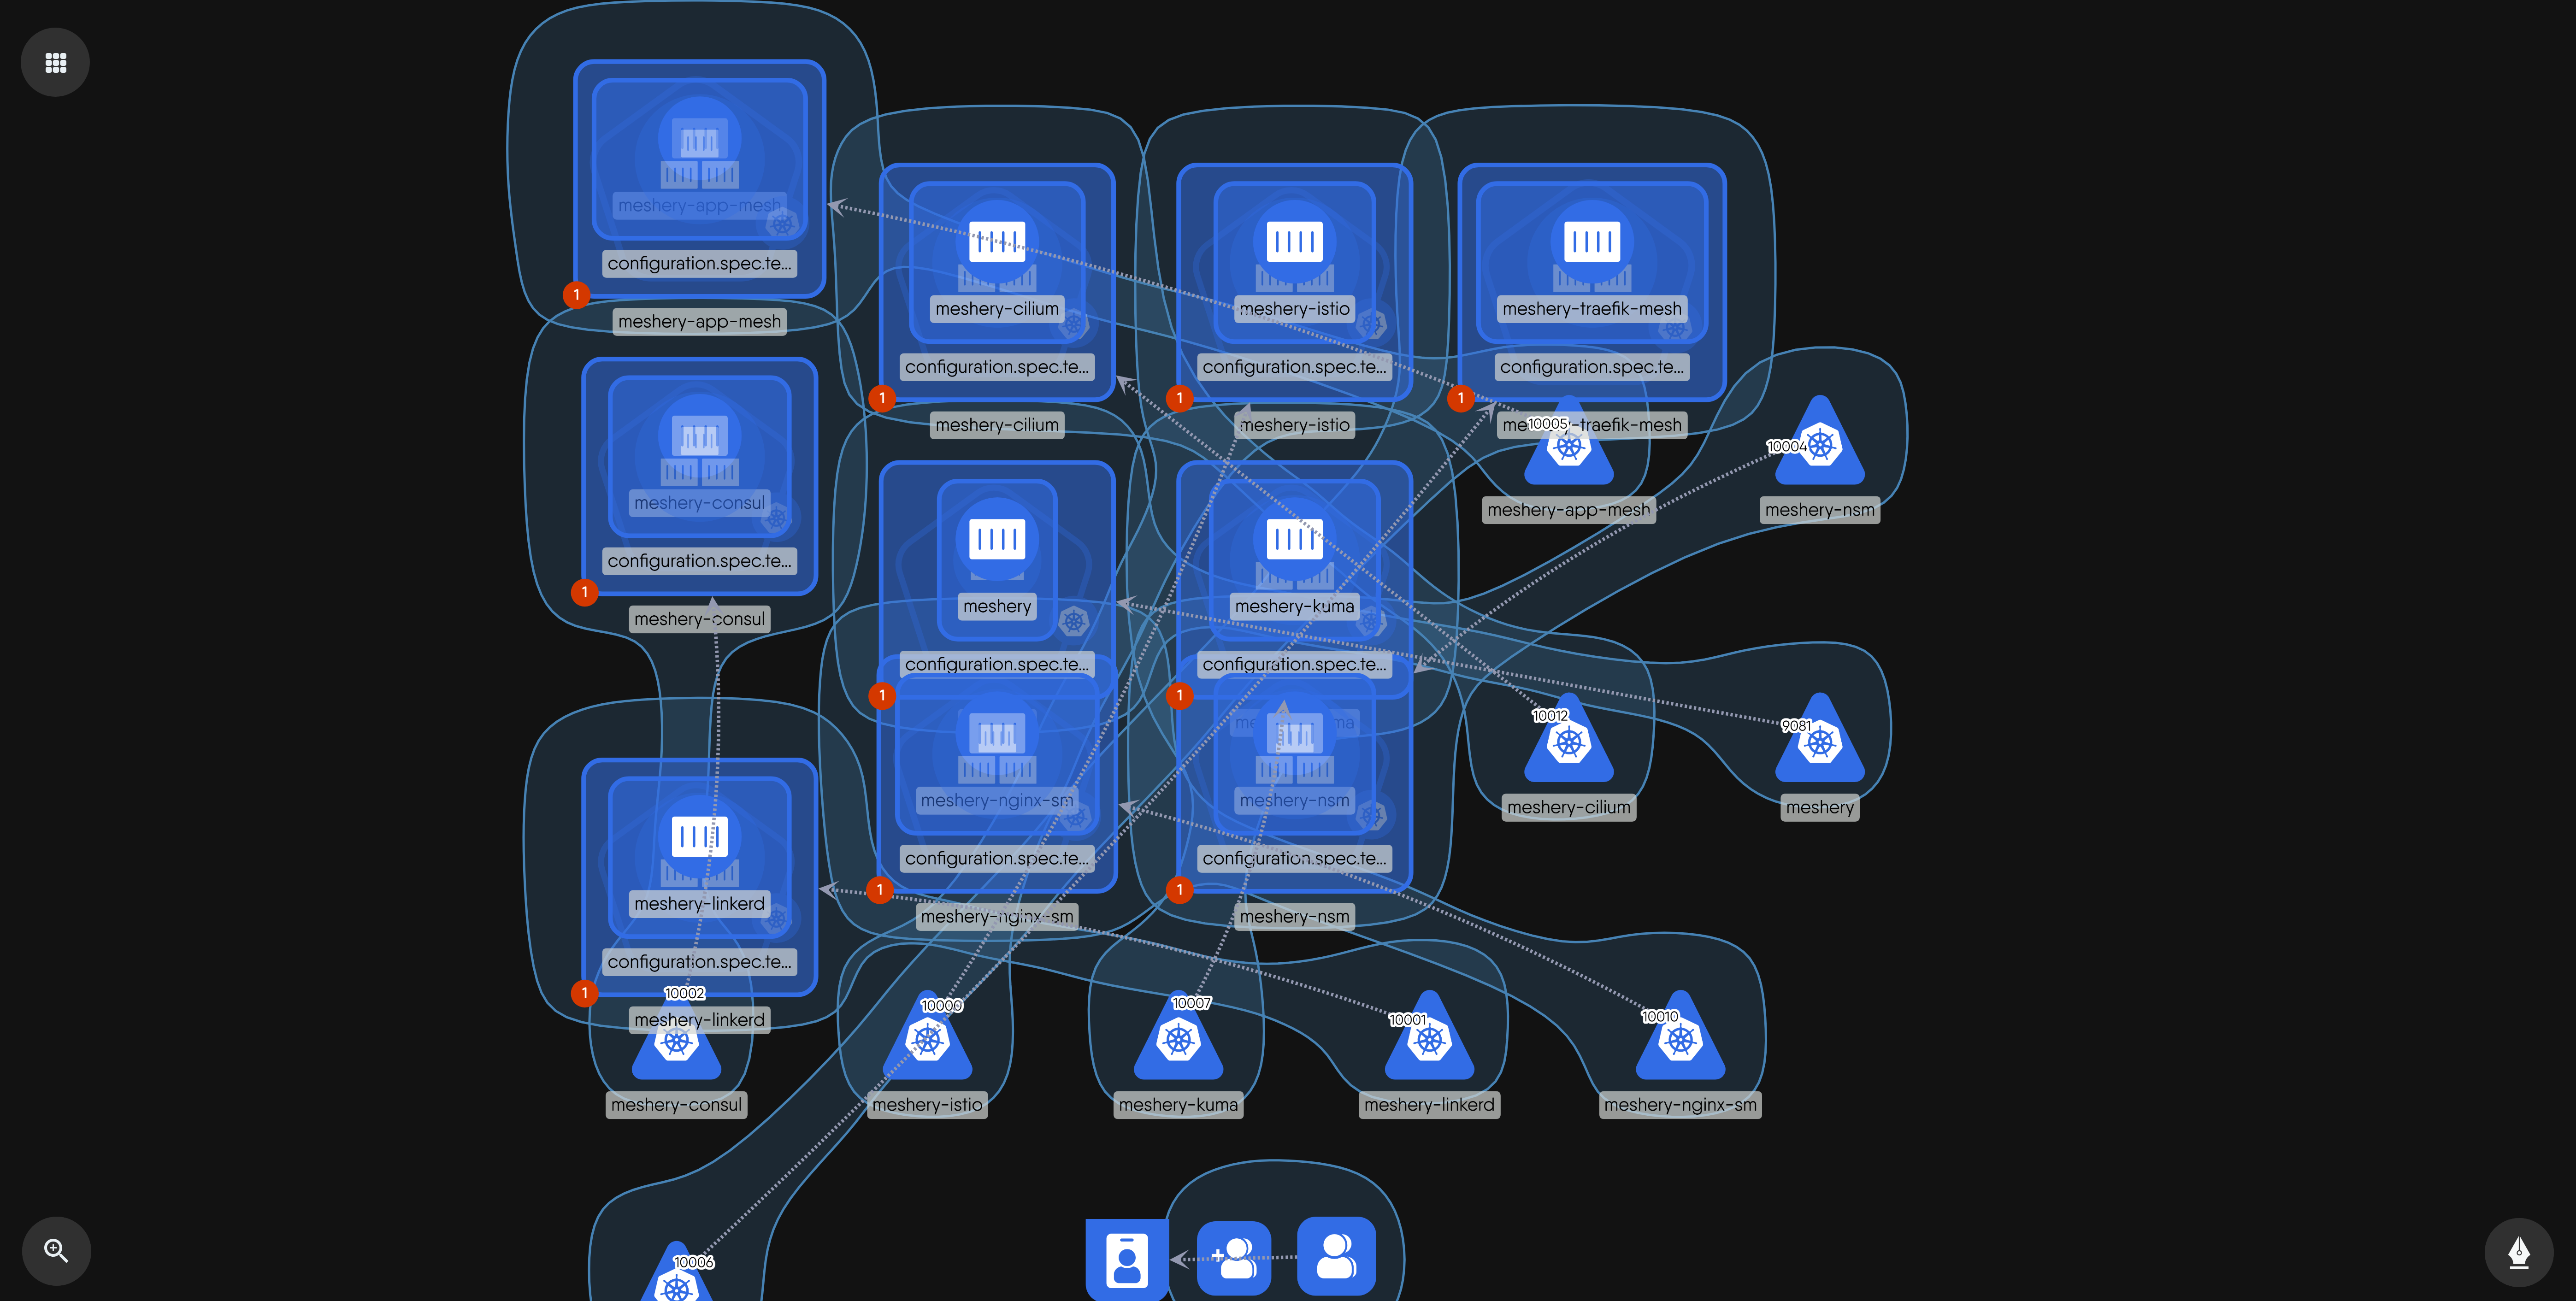 meshery-app-mesh
configuration.spec.te...
1
meshery-app-mesh
meshery-cilium
configuration.spec.te...
1
meshery-cilium
meshery-istio
configuration.spec.te...
1
meshery-istio
meshery-traefik-mesh
configuration.spec.te...
1
10005
-traefik-mesh
meshery-app-mesh
10004
meshery-nsm
meshery-consul
configuration.spec.te...
1
meshery-consul
meshery
configuration.spec.te...
1
meshery-kuma
configuration.spec.te...
1
meshery-nginx-sm
configuration.spec.te...
1
meshery-nginx-sm
meshery-nsm
configuration.spec.te...
1
meshery-nsm
10012
meshery-cilium
9081
meshery
meshery-linkerd
configuration.spec.te...
1
meshery-linkerd
10002
meshery-consul
10000
meshery-istio
10007
meshery-kuma
10001
meshery-linkerd
10010
meshery-nginx-sm
10006